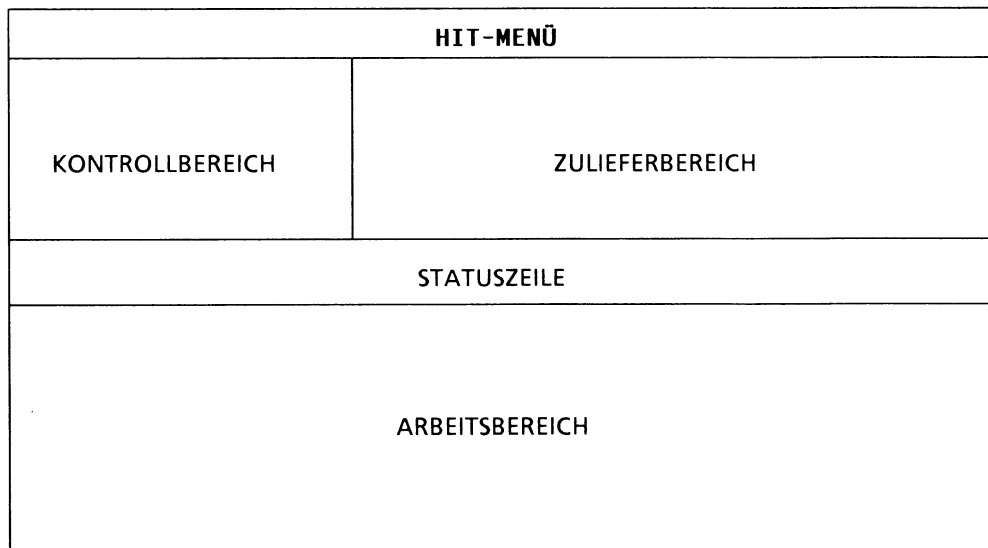 HIT-MENÜ
KONTROLLBEREICH
ZULIEFERBEREICH
STATUSZEILE
ARBEITSBEREICH